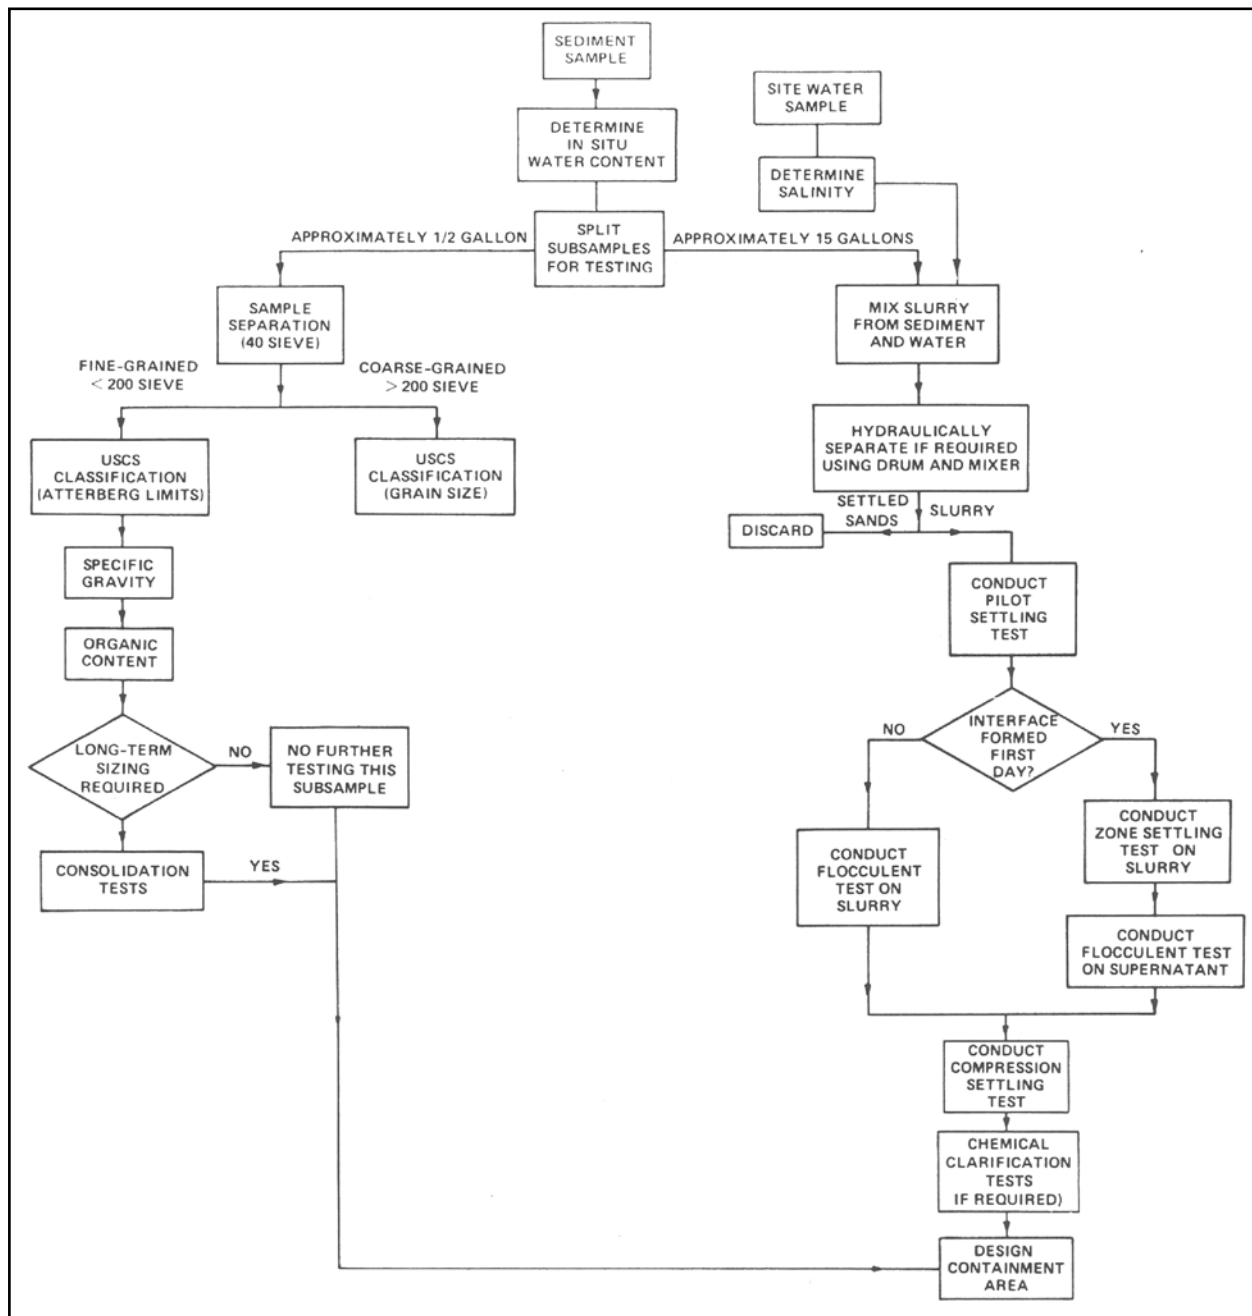 SEDIMENT
SAMPLE
SITE WATER
SAMPLE
DETERMINE
IN SITU
WATER CONTENT
DETERMINE
SALINITY
APPROXIMATELY 1/2 GALLON
SPLIT
SUBSAMPLES
FOR TESTING
APPROXIMATELY 15 GALLONS
SAMPLE
SEPARATION
(40 SIEVE)
MIX SLURRY
FROM SEDIMENT
AND WATER
FINE-GRAINED
< 200 SIEVE
COARSE-GRAINED
> 200 SIEVE
USCS
CLASSIFICATION
(ATTERBERG LIMITS)
USCS
CLASSIFICATION
(GRAIN SIZE)
HYDRAULICALLY
SEPARATE IF REQUIRED
USING DRUM AND MIXER
SETTLED
SANDS
SLURRY
DISCARD
SPECIFIC
GRAVITY
CONDUCT
PILOT
SETTLING
TEST
ORGANIC
CONTENT
LONG-TERM
SIZING
REQUIRED
NO
NO FURTHER
TESTING THIS
SUBSAMPLE
NO
INTERFACE
FORMED
FIRST
DAY?
YES
CONSOLIDATION
TESTS
YES
CONDUCT
FLOCCULENT
TEST ON
SLURRY
CONDUCT
ZONE SETTLING
TEST ON
SLURRY
CONDUCT
FLOCCULENT TEST
ON SUPERNATANT
CONDUCT
COMPRESSION
SETTLING
TEST
CHEMICAL
CLARIFICATION
TESTS
IF REQUIRED)
DESIGN
CONTAINMENT
AREA